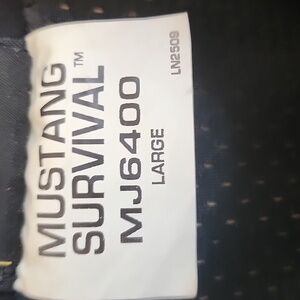 MUSTANG
SURVIVAL™
MJ6400
LARGE
LN2509